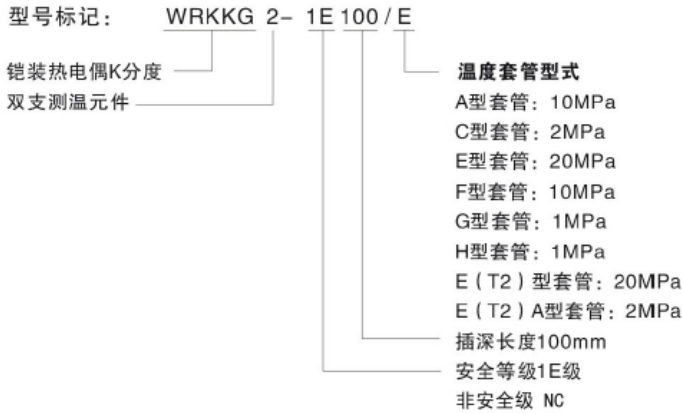 型号标记： WRKKG 2- 1E 100 / E
铠装热电偶K分度
双支测温元件
温度套管型式
A型套管：10MPa
C型套管：2MPa
E型套管：20MPa
F型套管：10MPa
G型套管：1MPa
H型套管：1MPa
E（T2）型套管：20MPa
E（T2）A型套管：2MPa
插深长度100mm
安全等级1E级
非安全级 NC